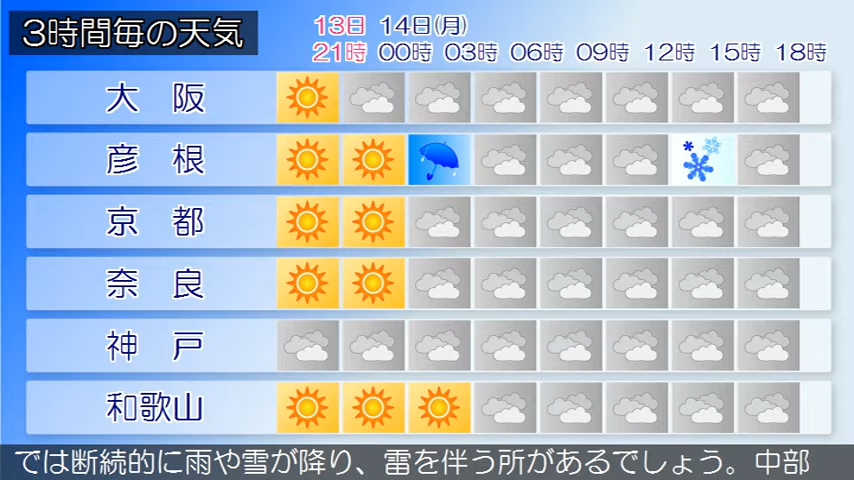 3時間毎の天気
13日 14日(月)
21時 00時 03時 06時 09時 12時 15時 18時
大 阪
彦 根
京 都
奈 良
神 戸
和歌山
では断続的に雨や雪が降り、雷を伴う所があるでしょう。中部